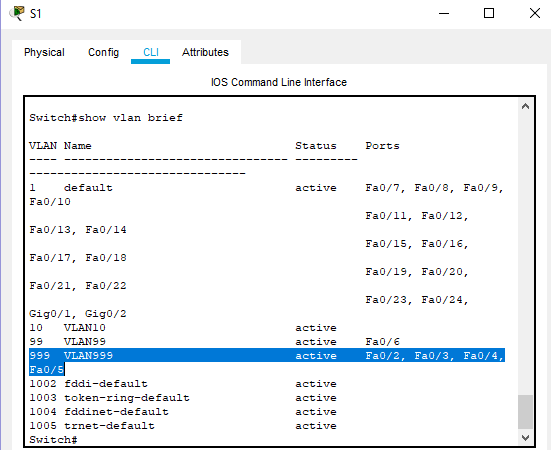 S1
Physical Config CLI Attributes
IOS Command Line Interface
Switch#show vlan brief
VLAN Name Status Ports
---- -------------------------------- ---------
-------------------------------
1 default active Fa0/7, Fa0/8, Fa0/9,
Fa0/10
Fa0/11, Fa0/12,
Fa0/13, Fa0/14
Fa0/15, Fa0/16,
Fa0/17, Fa0/18
Fa0/19, Fa0/20,
Fa0/21, Fa0/22
Fa0/23, Fa0/24,
Gig0/1, Gig0/2
10 VLAN10 active
99 VLAN99 active Fa0/6
999 VLAN999 active Fa0/2, Fa0/3, Fa0/4,
Fa0/5
1002 fddi-default active
1003 token-ring-default active
1004 fddinet-default active
1005 trnet-default active
Switch#